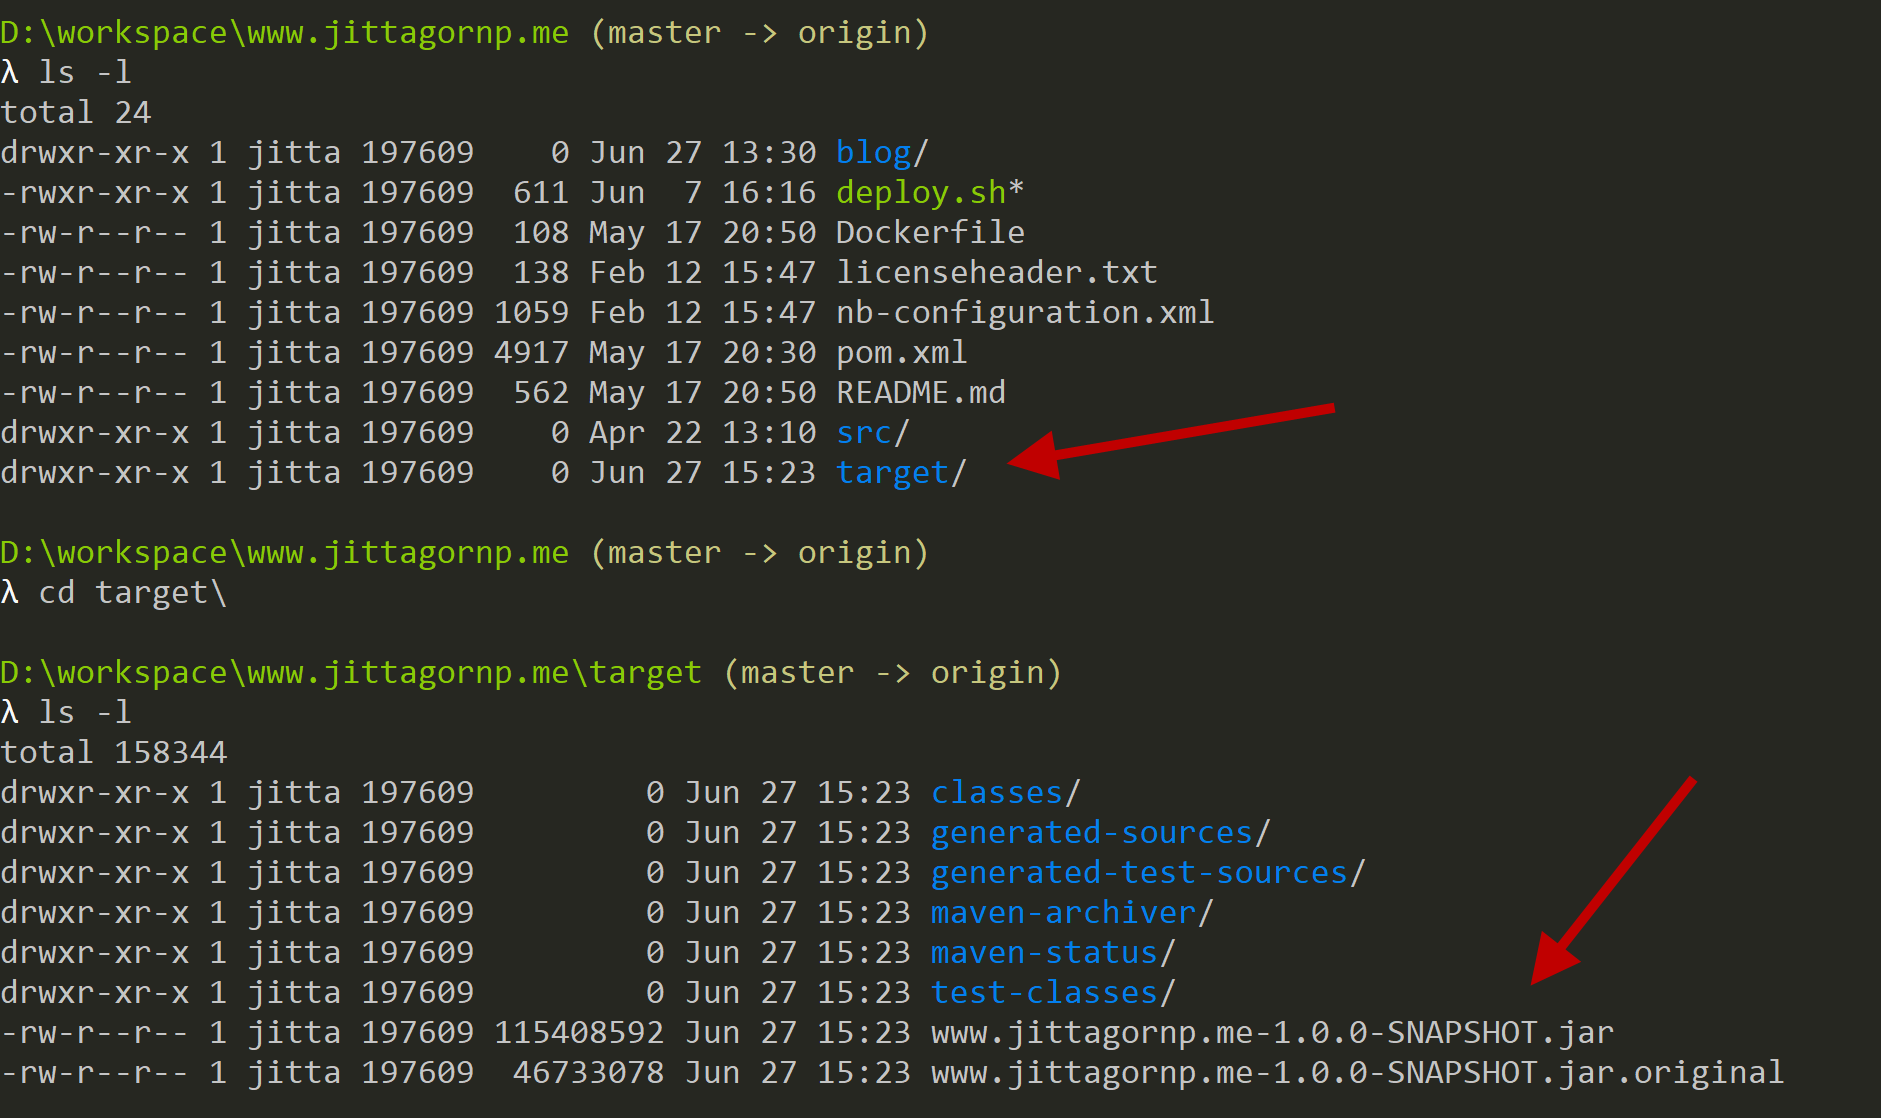 D:\workspace\www.jittagornp.me (master -> origin)
λ ls -l
total 24
drwxr-xr-x 1 jitta 197609    0 Jun 27 13:30 blog/
-rwxr-xr-x 1 jitta 197609  611 Jun  7 16:16 deploy.sh*
-rw-r--r-- 1 jitta 197609  108 May 17 20:50 Dockerfile
-rw-r--r-- 1 jitta 197609  138 Feb 12 15:47 licenseheader.txt
-rw-r--r-- 1 jitta 197609 1059 Feb 12 15:47 nb-configuration.xml
-rw-r--r-- 1 jitta 197609 4917 May 17 20:30 pom.xml
-rw-r--r-- 1 jitta 197609  562 May 17 20:50 README.md
drwxr-xr-x 1 jitta 197609    0 Apr 22 13:10 src/
drwxr-xr-x 1 jitta 197609    0 Jun 27 15:23 target/
D:\workspace\www.jittagornp.me (master -> origin)
λ cd target\
D:\workspace\www.jittagornp.me\target (master -> origin)
λ ls -l
total 158344
drwxr-xr-x 1 jitta 197609         0 Jun 27 15:23 classes/
drwxr-xr-x 1 jitta 197609         0 Jun 27 15:23 generated-sources/
drwxr-xr-x 1 jitta 197609         0 Jun 27 15:23 generated-test-sources/
drwxr-xr-x 1 jitta 197609         0 Jun 27 15:23 maven-archiver/
drwxr-xr-x 1 jitta 197609         0 Jun 27 15:23 maven-status/
drwxr-xr-x 1 jitta 197609         0 Jun 27 15:23 test-classes/
-rw-r--r-- 1 jitta 197609 115408592 Jun 27 15:23 www.jittagornp.me-1.0.0-SNAPSHOT.jar
-rw-r--r-- 1 jitta 197609  46733078 Jun 27 15:23 www.jittagornp.me-1.0.0-SNAPSHOT.jar.original